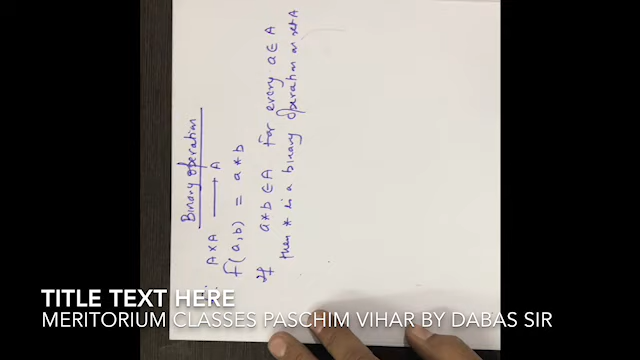 Binary operation
A × A ⟶ A
f(a,b) = a * b
If a * b ∈ A for every a ∈ A
then * is a binary operation on set A
TITLE TEXT HERE
MERITORIUM CLASSES PASCHIM VIHAR BY DABAS SIR